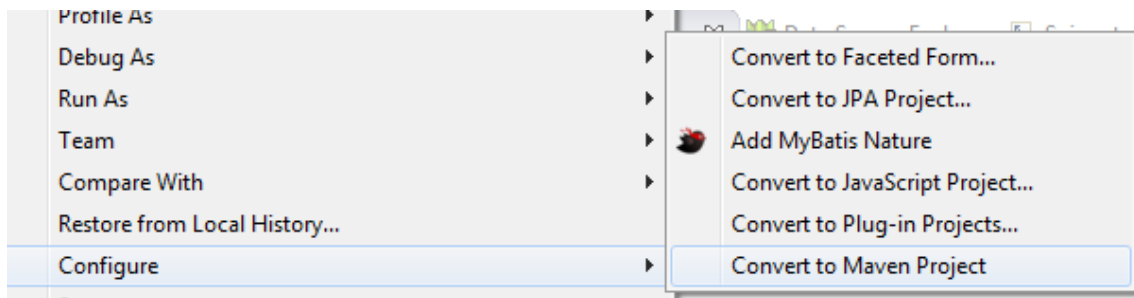 Profile As
Debug As
Run As
Team
Compare With
Restore from Local History...
Configure
Convert to Faceted Form...
Convert to JPA Project...
Add MyBatis Nature
Convert to JavaScript Project...
Convert to Plug-in Projects...
Convert to Maven Project